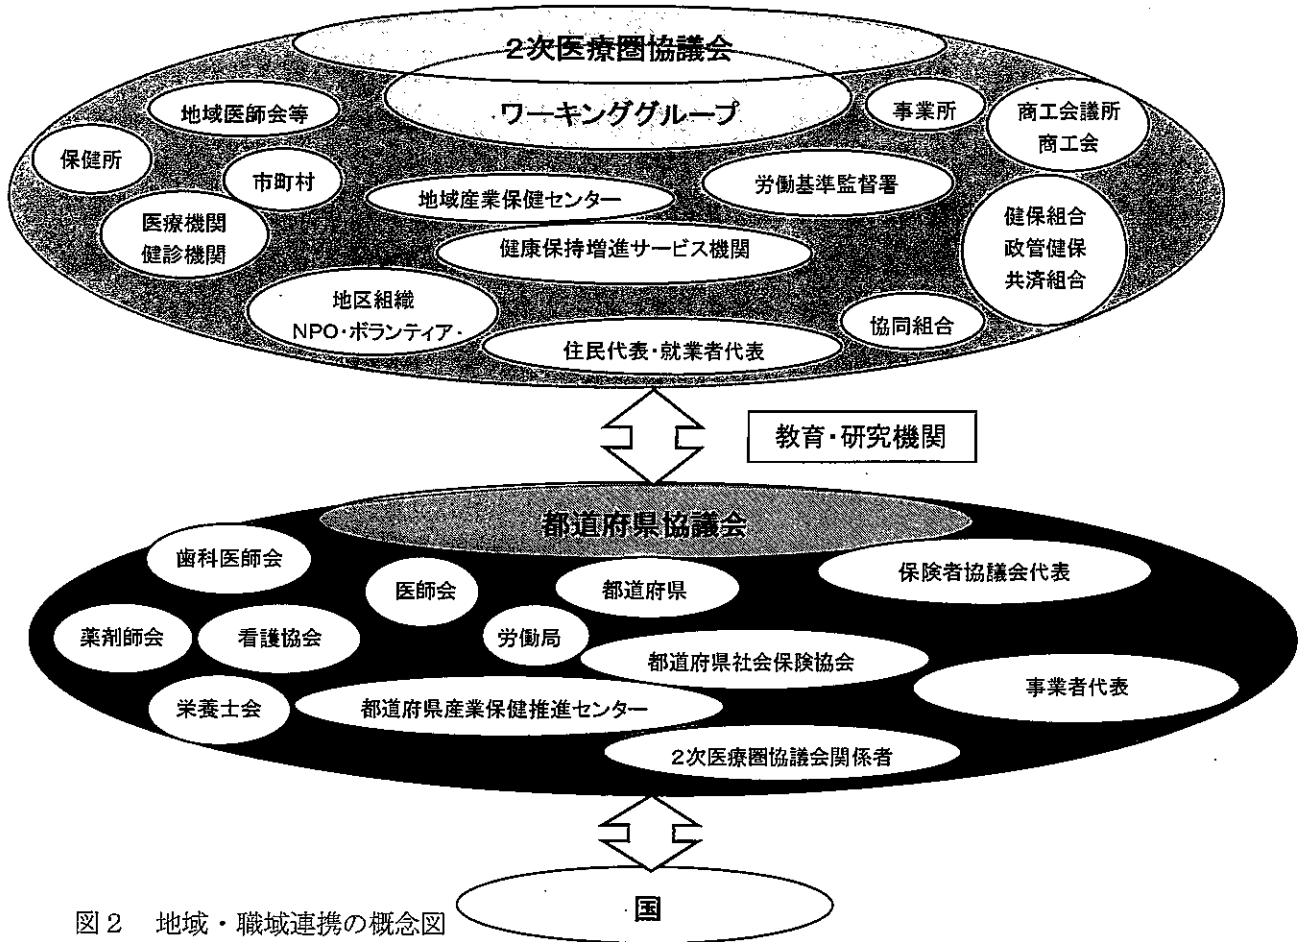 2次医療圏協議会
ワーキンググループ
地域医師会等
事業所
商工会議所
商工会
保健所
市町村
地域産業保健センター
労働基準監督署
医療機関
健診機関
健康保持増進サービス機関
健保組合
政管健保
共済組合
地区組織
NPO・ボランティア・
協同組合
住民代表・就業者代表
教育・研究機関
都道府県協議会
歯科医師会
医師会
都道府県
保険者協議会代表
薬剤師会
看護協会
労働局
都道府県社会保険協会
事業者代表
栄養士会
都道府県産業保健推進センター
2次医療圏協議会関係者
国
図2 地域・職域連携の概念図